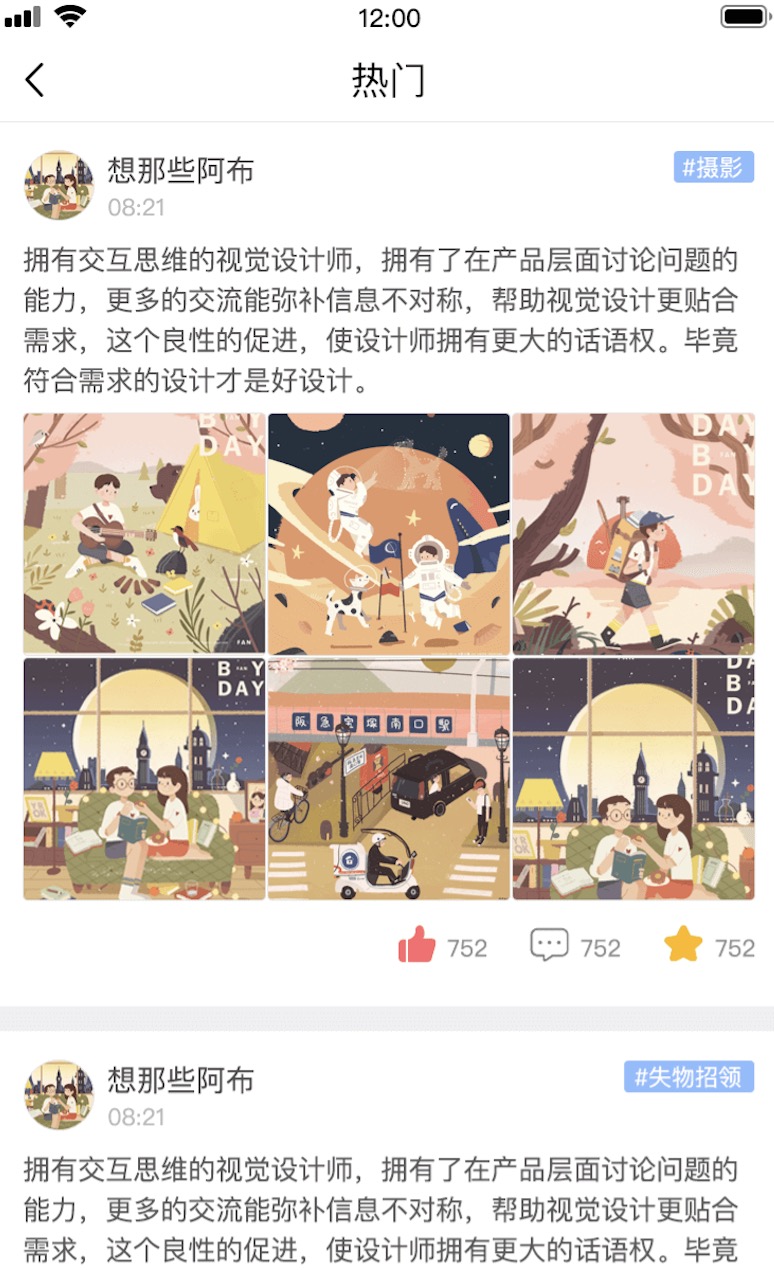 12:00
热门
想那些阿布
#摄影
08:21
拥有交互思维的视觉设计师，拥有了在产品层面讨论问题的
能力，更多的交流能弥补信息不对称，帮助视觉设计更贴合
需求，这个良性的促进，使设计师拥有更大的话语权。毕竟
符合需求的设计才是好设计。
B Y
DAY
FAN
DAY
B FAN Y
DAY
B FAN Y
DAY
阪急宝塚南口駅
DA
B FAN
DA
752
752
752
想那些阿布
#失物招领
08:21
拥有交互思维的视觉设计师，拥有了在产品层面讨论问题的
能力，更多的交流能弥补信息不对称，帮助视觉设计更贴合
需求，这个良性的促进，使设计师拥有更大的话语权。毕竟